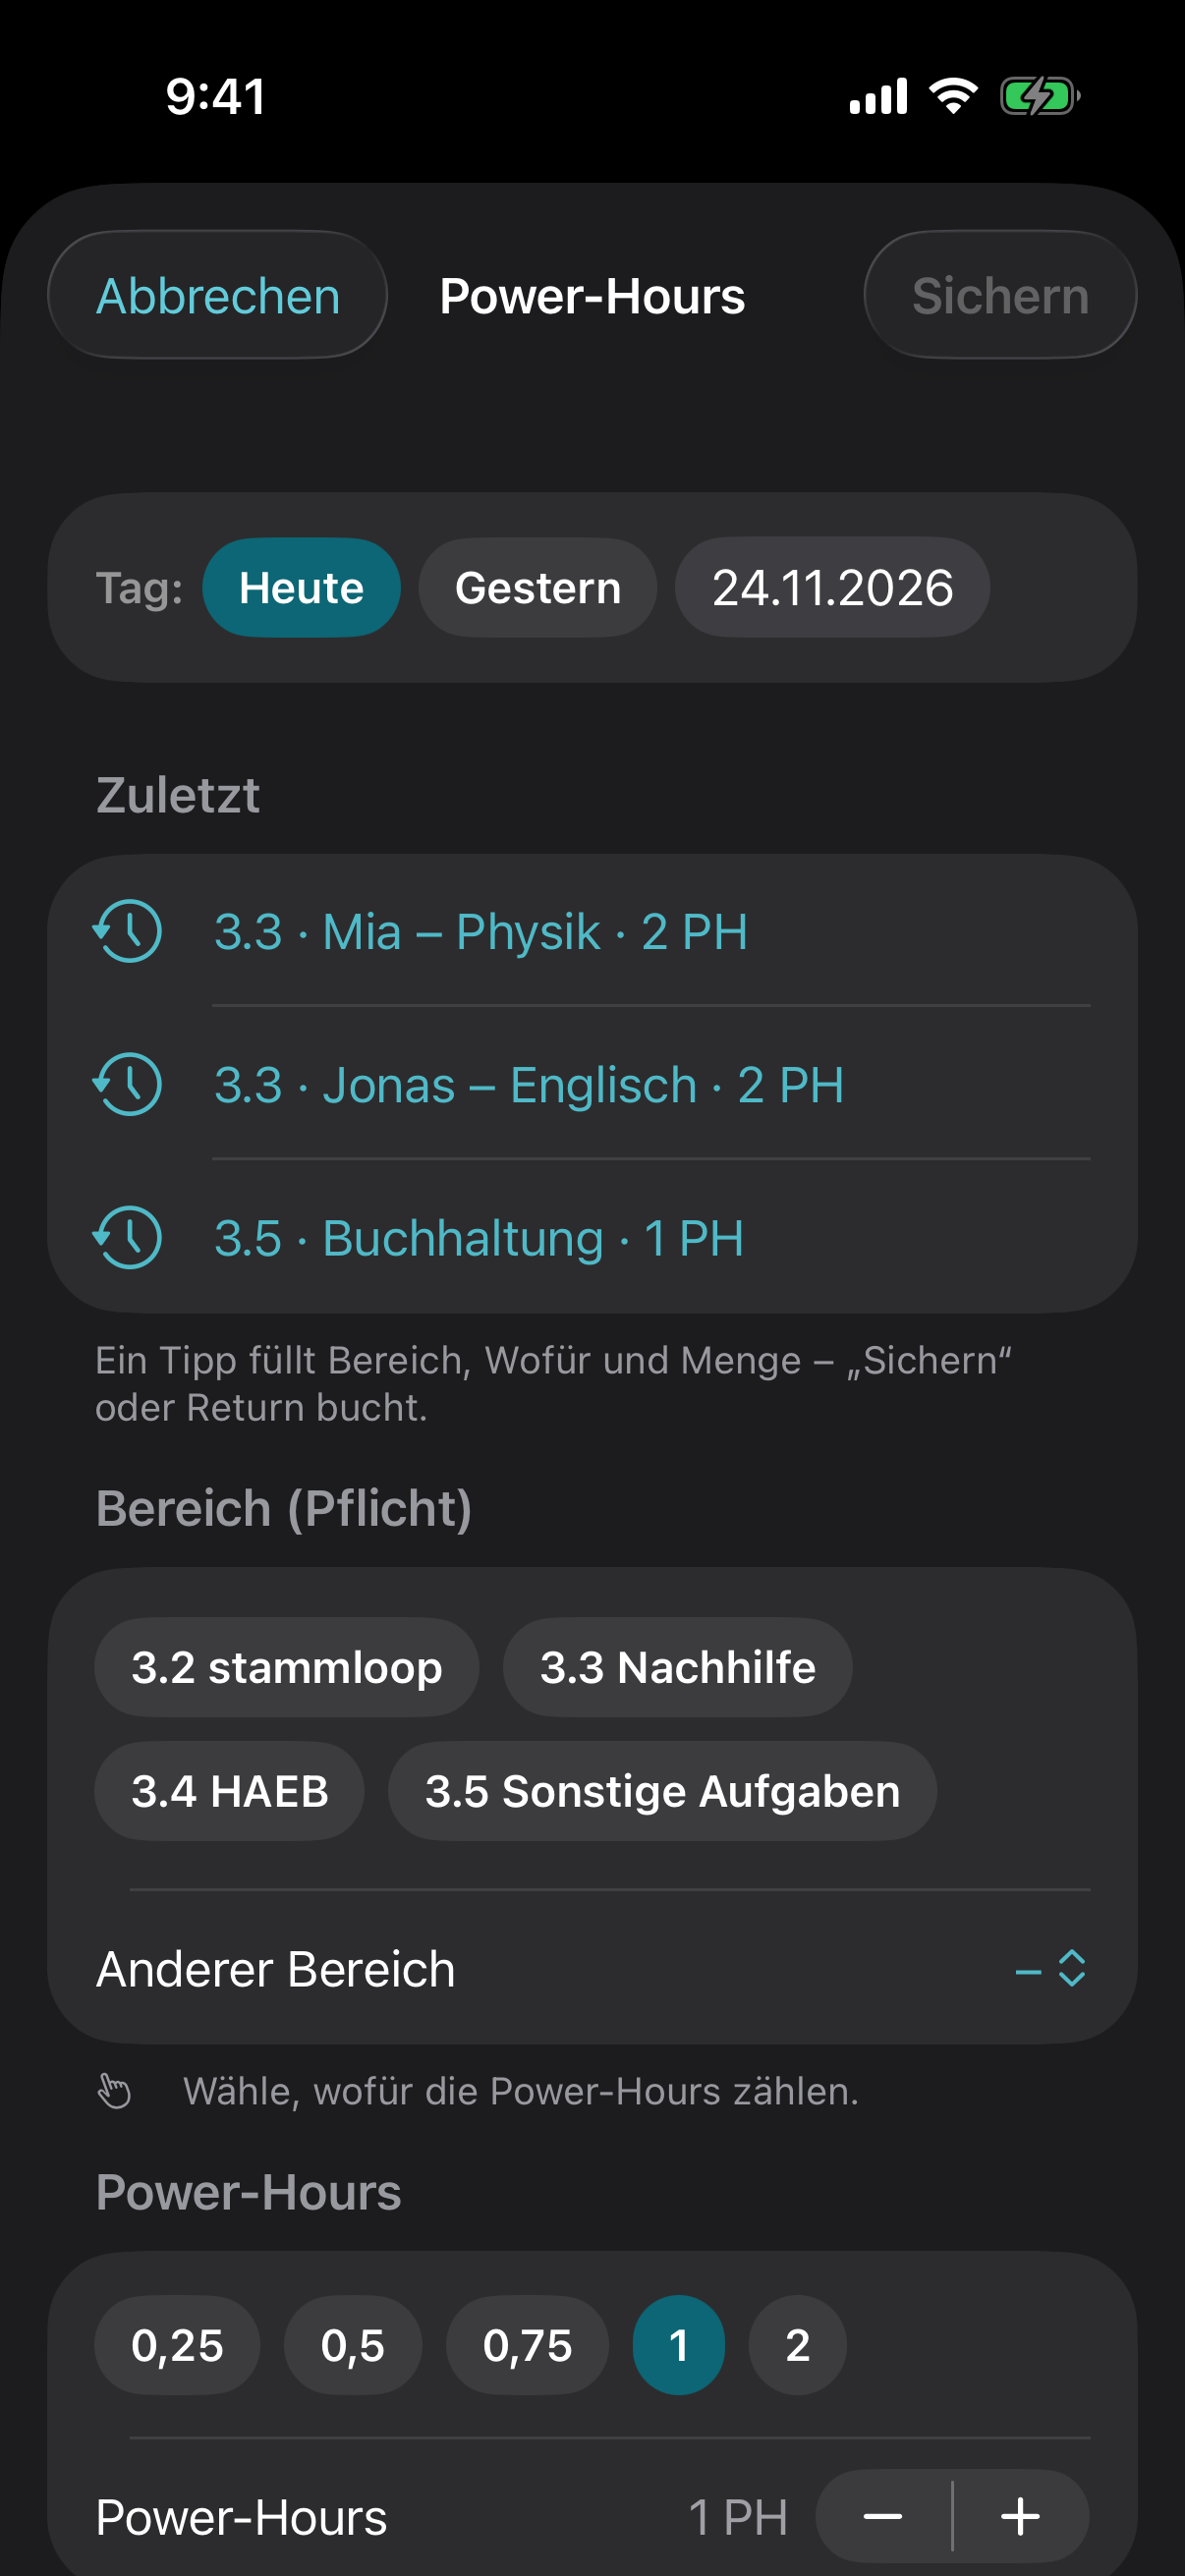 9:41
Abbrechen Power-Hours Sichern
Tag: Heute Gestern 24.11.2026
Zuletzt
3.3 · Mia – Physik · 2 PH
3.3 · Jonas – Englisch · 2 PH
3.5 · Buchhaltung · 1 PH
Ein Tipp füllt Bereich, Wofür und Menge – „Sichern“
oder Return bucht.
Bereich (Pflicht)
3.2 stammloop 3.3 Nachhilfe
3.4 HAEB 3.5 Sonstige Aufgaben
Anderer Bereich –
Wähle, wofür die Power-Hours zählen.
Power-Hours
0,25 0,5 0,75 1 2
Power-Hours 1 PH − +